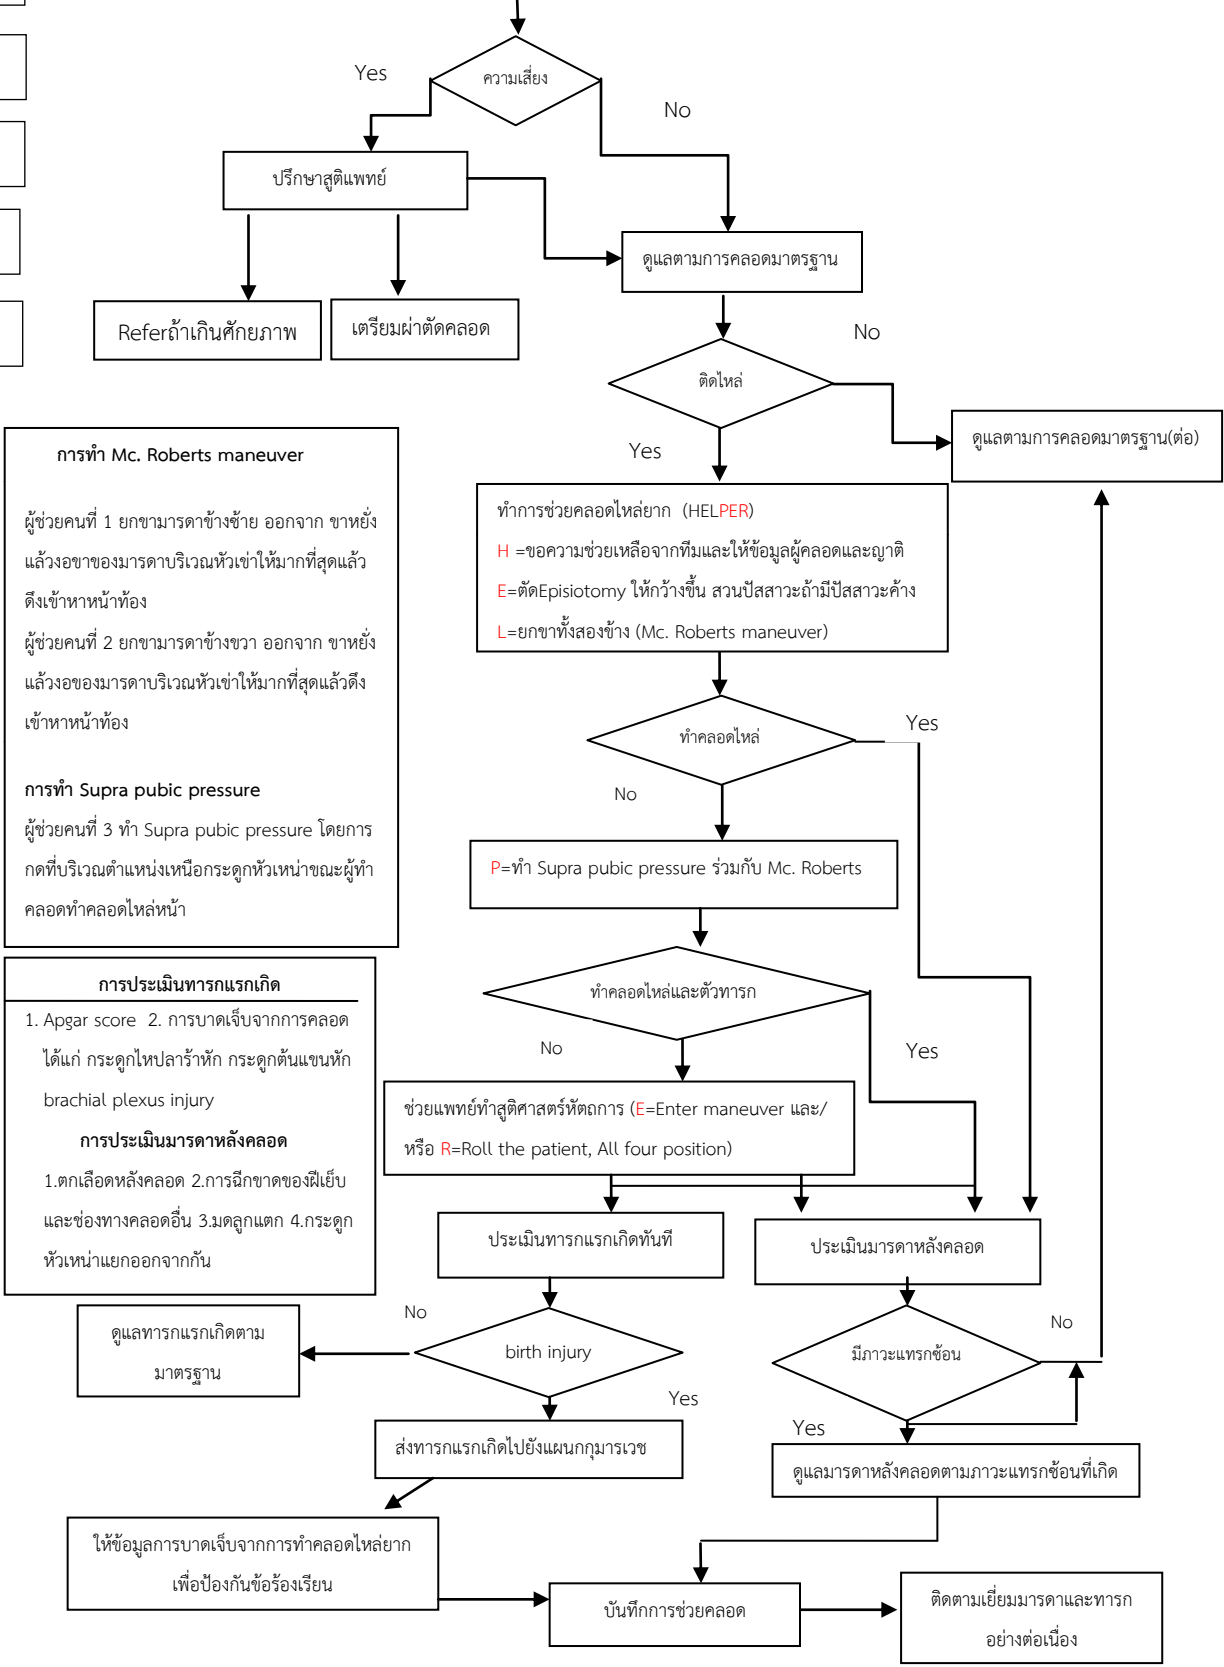 ความเสี่ยง
Yes
No
ปรึกษาสูติแพทย์
ดูแลตามการคลอดมาตรฐาน
Referถ้าเกินศักยภาพ
เตรียมผ่าตัดคลอด
No
ติดไหล่
Yes
ดูแลตามการคลอดมาตรฐาน(ต่อ)
การทำ Mc. Roberts maneuver
ผู้ช่วยคนที่ 1 ยกขามารดาข้างซ้าย ออกจาก ขาหยั่ง
แล้วงอขาของมารดาบริเวณหัวเข่าให้มากที่สุดแล้ว
ดึงเข้าหาหน้าท้อง
ผู้ช่วยคนที่ 2 ยกขามารดาข้างขวา ออกจาก ขาหยั่ง
แล้วงอของมารดาบริเวณหัวเข่าให้มากที่สุดแล้วดึง
เข้าหาหน้าท้อง
การทำ Supra pubic pressure
ผู้ช่วยคนที่ 3 ทำ Supra pubic pressure โดยการ
กดที่บริเวณตำแหน่งเหนือกระดูกหัวเหน่าขณะผู้ทำ
คลอดทำคลอดไหล่หน้า
ทำการช่วยคลอดไหล่ยาก (HELPER)
H =ขอความช่วยเหลือจากทีมและให้ข้อมูลผู้คลอดและญาติ
E=ตัดEpisiotomy ให้กว้างขึ้น สวนปัสสาวะถ้ามีปัสสาวะค้าง
L=ยกขาทั้งสองข้าง (Mc. Roberts maneuver)
ทำคลอดไหล่
Yes
No
P=ทำ Supra pubic pressure ร่วมกับ Mc. Roberts
ทำคลอดไหล่และตัวทารก
No
Yes
ช่วยแพทย์ทำสูติศาสตร์หัตถการ (E=Enter maneuver และ/
หรือ R=Roll the patient, All four position)
การประเมินทารกแรกเกิด
1. Apgar score 2. การบาดเจ็บจากการคลอด
ได้แก่ กระดูกไหปลาร้าหัก กระดูกต้นแขนหัก
brachial plexus injury
การประเมินมารดาหลังคลอด
1.ตกเลือดหลังคลอด 2.การฉีกขาดของฝีเย็บ
และช่องทางคลอดอื่น 3.มดลูกแตก 4.กระดูก
หัวเหน่าแยกออกจากกัน
ประเมินทารกแรกเกิดทันที
ประเมินมารดาหลังคลอด
No
birth injury
Yes
ดูแลทารกแรกเกิดตาม
มาตรฐาน
มีภาวะแทรกซ้อน
No
Yes
ส่งทารกแรกเกิดไปยังแผนกกุมารเวช
ดูแลมารดาหลังคลอดตามภาวะแทรกซ้อนที่เกิด
ให้ข้อมูลการบาดเจ็บจากการทำคลอดไหล่ยาก
เพื่อป้องกันข้อร้องเรียน
บันทึกการช่วยคลอด
ติดตามเยี่ยมมารดาและทารก
อย่างต่อเนื่อง